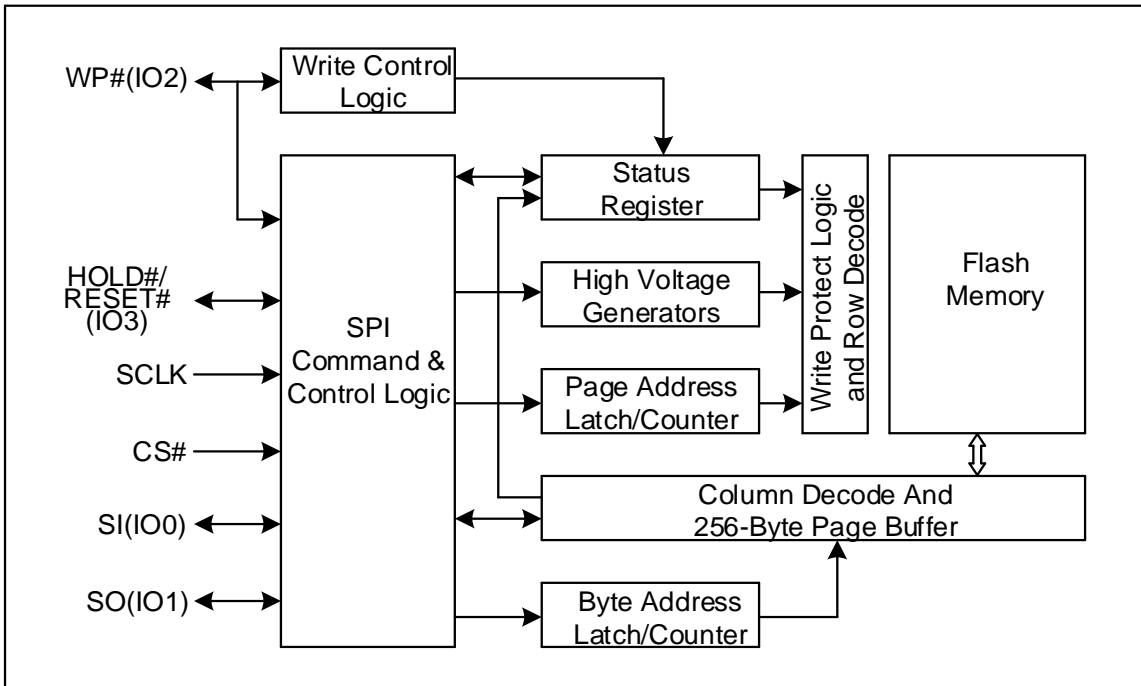 WP#(IO2)
Write Control
Logic
Status
Register
HOLD#/
RESET#
(IO3)
SCLK
CS#
SI(IO0)
SO(IO1)
SPI
Command &
Control Logic
High Voltage
Generators
Page Address
Latch/Counter
Write Protect Logic
and Row Decode
Flash
Memory
Column Decode And
256-Byte Page Buffer
Byte Address
Latch/Counter